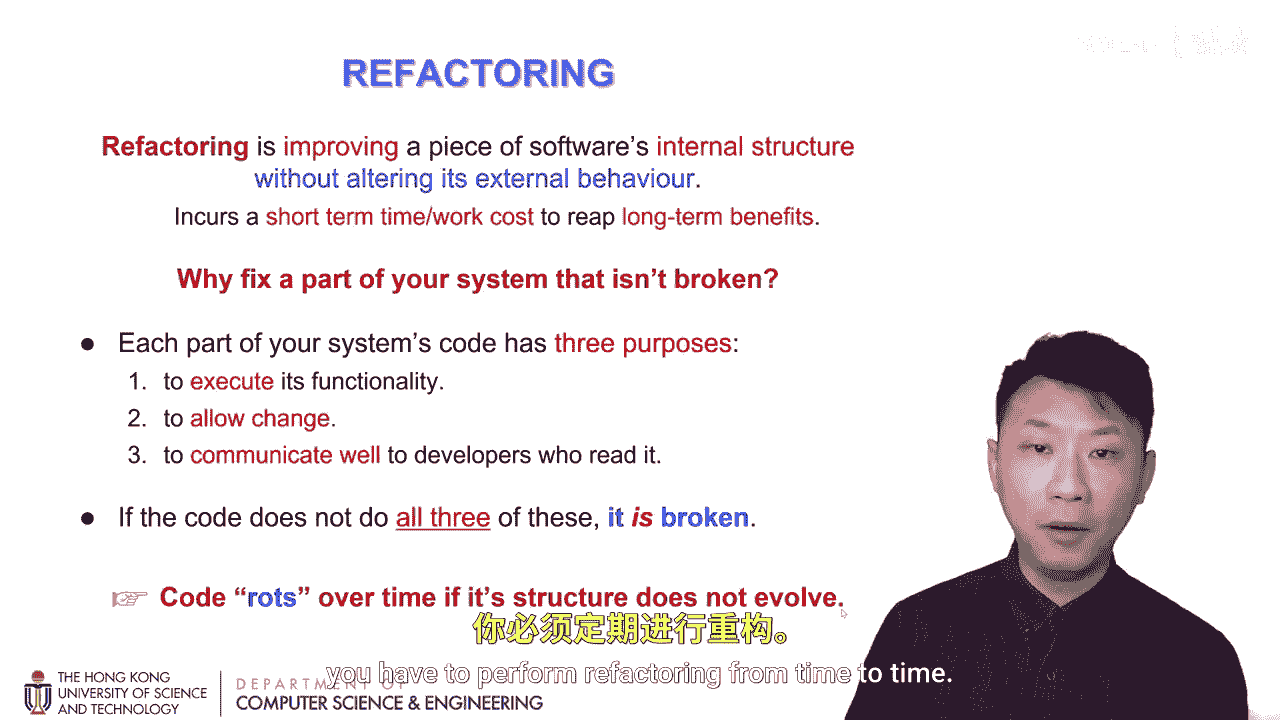 REFACTORING
Refactoring is improving a piece of software's internal structure
without altering its external behaviour.
Incurs a short term time/work cost to reap long-term benefits.
Why fix a part of your system that isn't broken?
● Each part of your system's code has three purposes:
1. to execute its functionality.
2. to allow change.
3. to communicate well to developers who read it.
● If the code does not do all three of these, it is broken.
☞ Code “rots” over time if it's structure does not evolve.
你必须定期进行重构。
you have to perform refactoring from time to time.
THE HONG KONG
UNIVERSITY OF SCIENCE
AND TECHNOLOGY
DEPARTMENT OF
COMPUTER SCIENCE & ENGINEERING